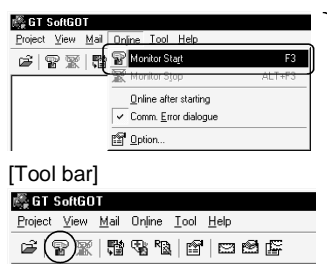 GT SoftGOT
Project View Mail Online Tool Help
Monitor Start F3
Monitor Stop ALT+F3
Online after starting
Comm. Error dialogue
Option...
[Tool bar]
GT SoftGOT
Project View Mail Online Tool Help